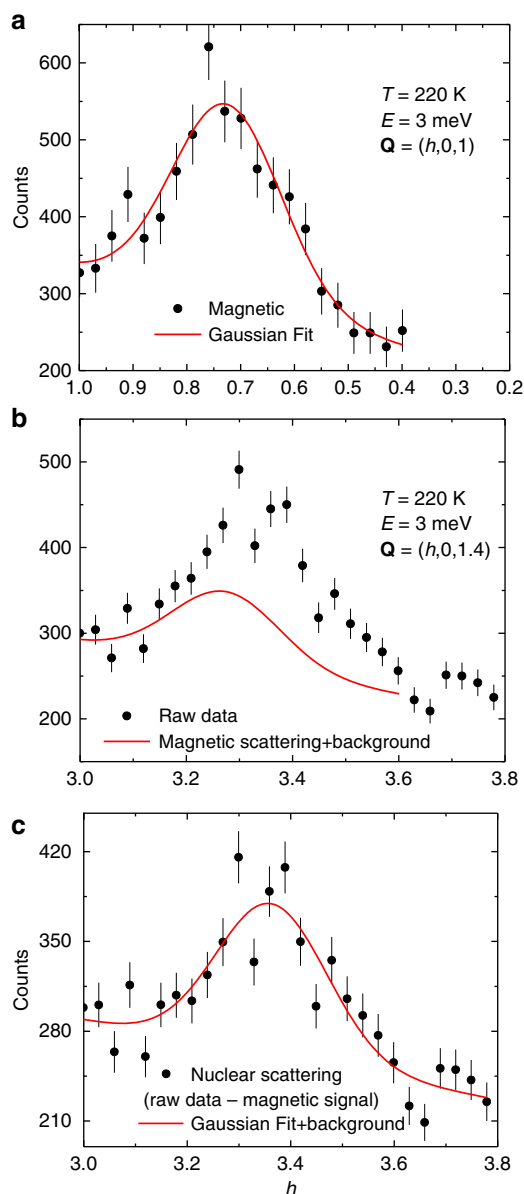 a
600
500
400
300
200
Counts
T = 220 K
E = 3 meV
Q = (h,0,1)
Magnetic
Gaussian Fit
1.0 0.9 0.8 0.7 0.6 0.5 0.4 0.3 0.2
b
500
400
300
200
T = 220 K
E = 3 meV
Q = (h,0,1.4)
Raw data
Magnetic scattering+background
3.0 3.2 3.4 3.6 3.8
c
420
350
280
210
Counts
Nuclear scattering
(raw data – magnetic signal)
Gaussian Fit+background
3.0 3.2 3.4 3.6 3.8
h